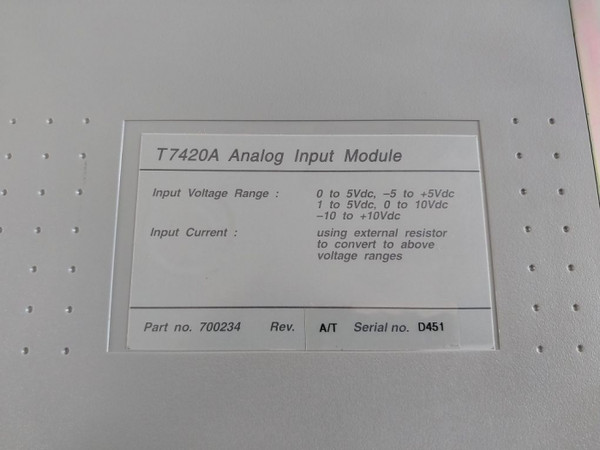 T7420A Analog Input Module
Input Voltage Range : 0 to 5Vdc, –5 to +5Vdc
1 to 5Vdc, 0 to 10Vdc
–10 to +10Vdc
Input Current : using external resistor
to convert to above
voltage ranges
Part no. 700234 Rev. A/T Serial no. D451